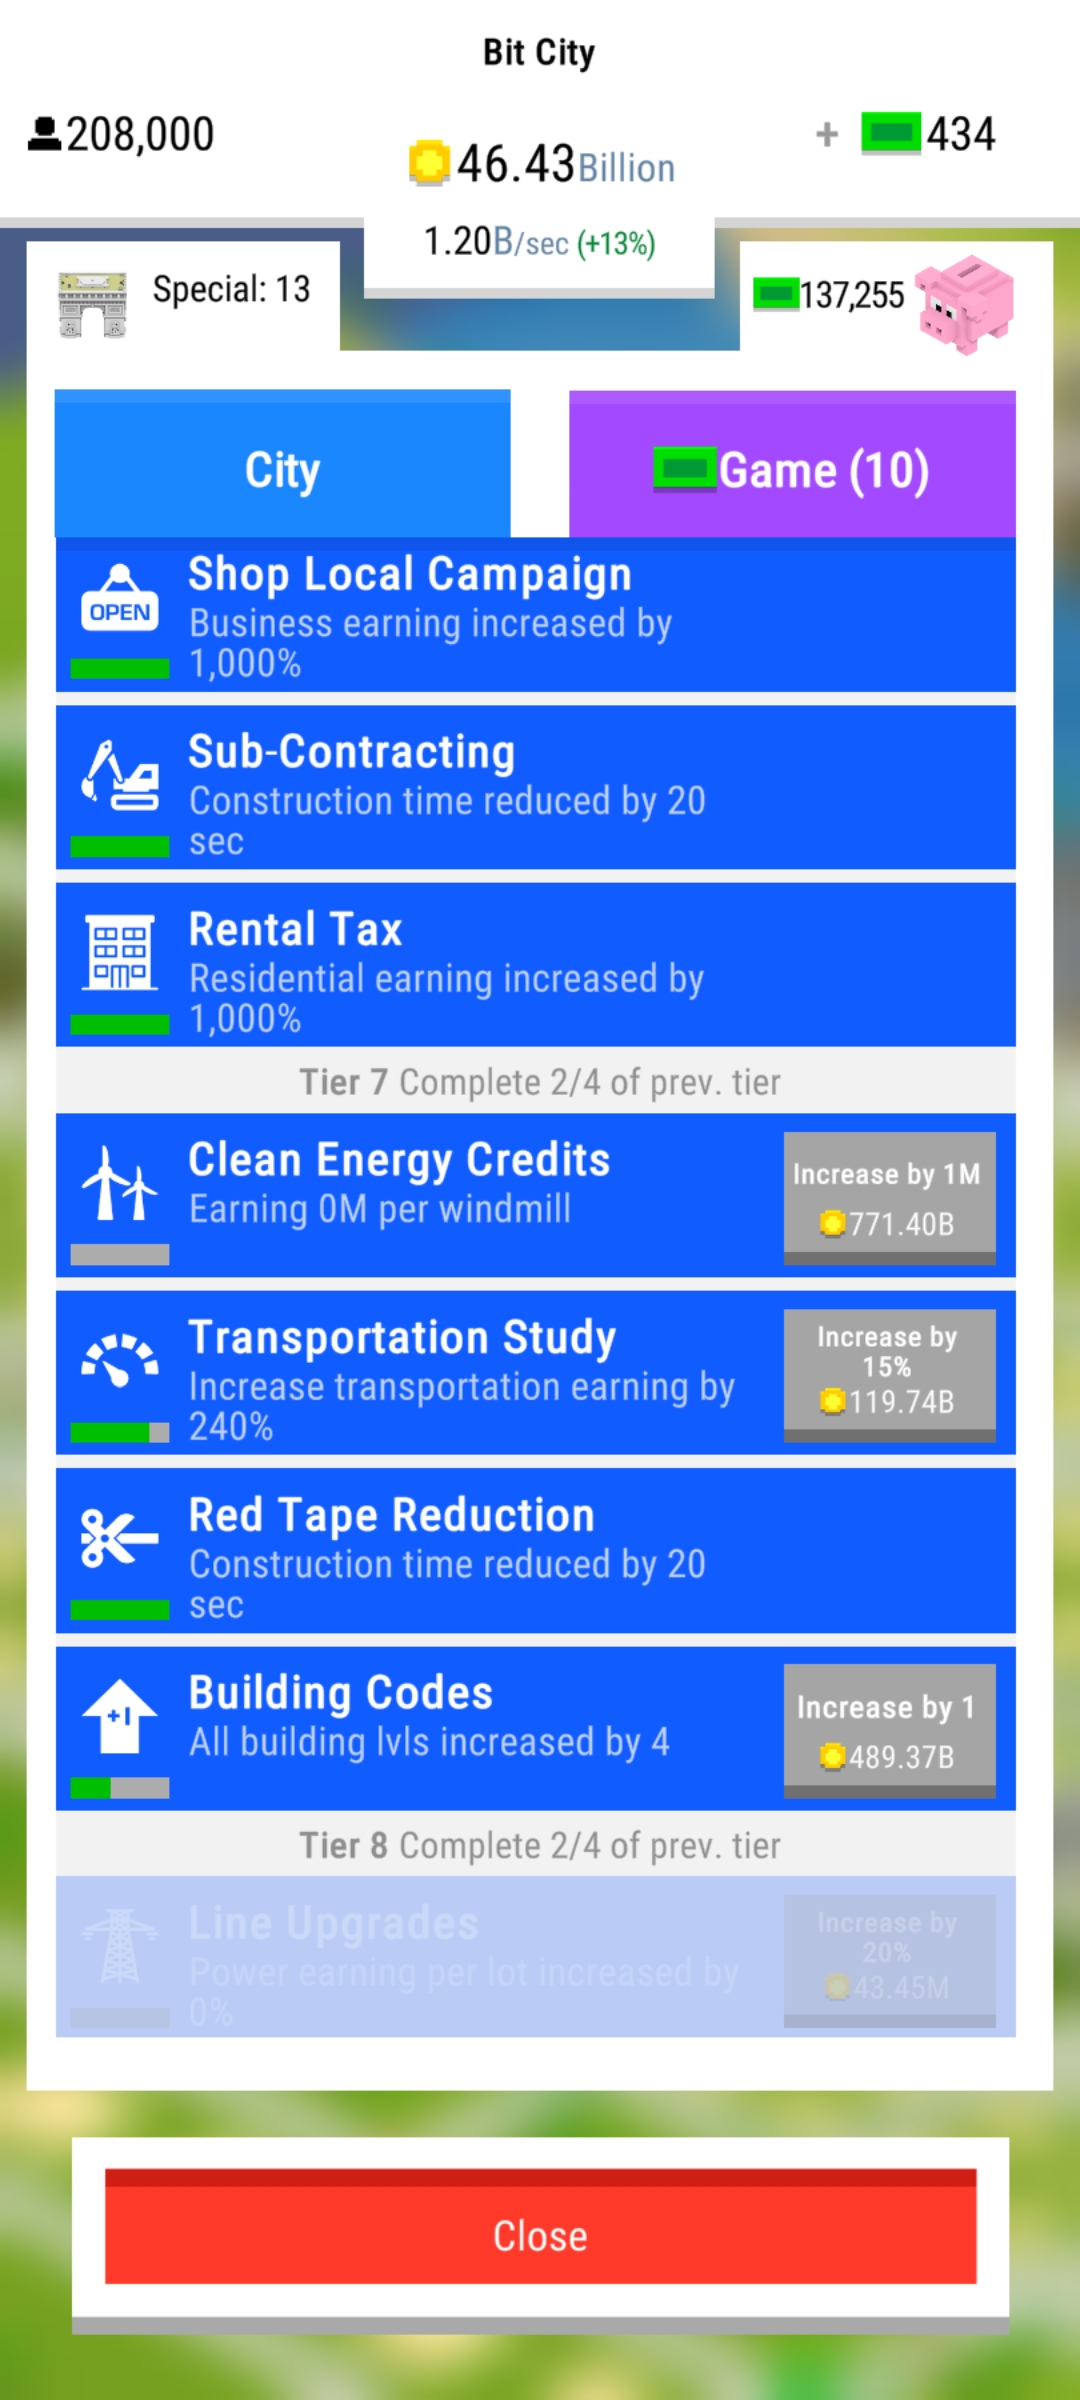 Bit City
208,000
46.43Billion
+ 434
1.20B/sec (+13%)
Special: 13
137,255
City
Game (10)
OPEN
Shop Local Campaign
Business earning increased by
1,000%
Sub-Contracting
Construction time reduced by 20
sec
Rental Tax
Residential earning increased by
1,000%
Tier 7 Complete 2/4 of prev. tier
Clean Energy Credits
Earning 0M per windmill
Increase by 1M
771.40B
Transportation Study
Increase transportation earning by
240%
Increase by
15%
119.74B
Red Tape Reduction
Construction time reduced by 20
sec
+1
Building Codes
All building lvls increased by 4
Increase by 1
489.37B
Tier 8 Complete 2/4 of prev. tier
Line Upgrades
Power earning per lot increased by
0%
Increase by
20%
43.45M
Close